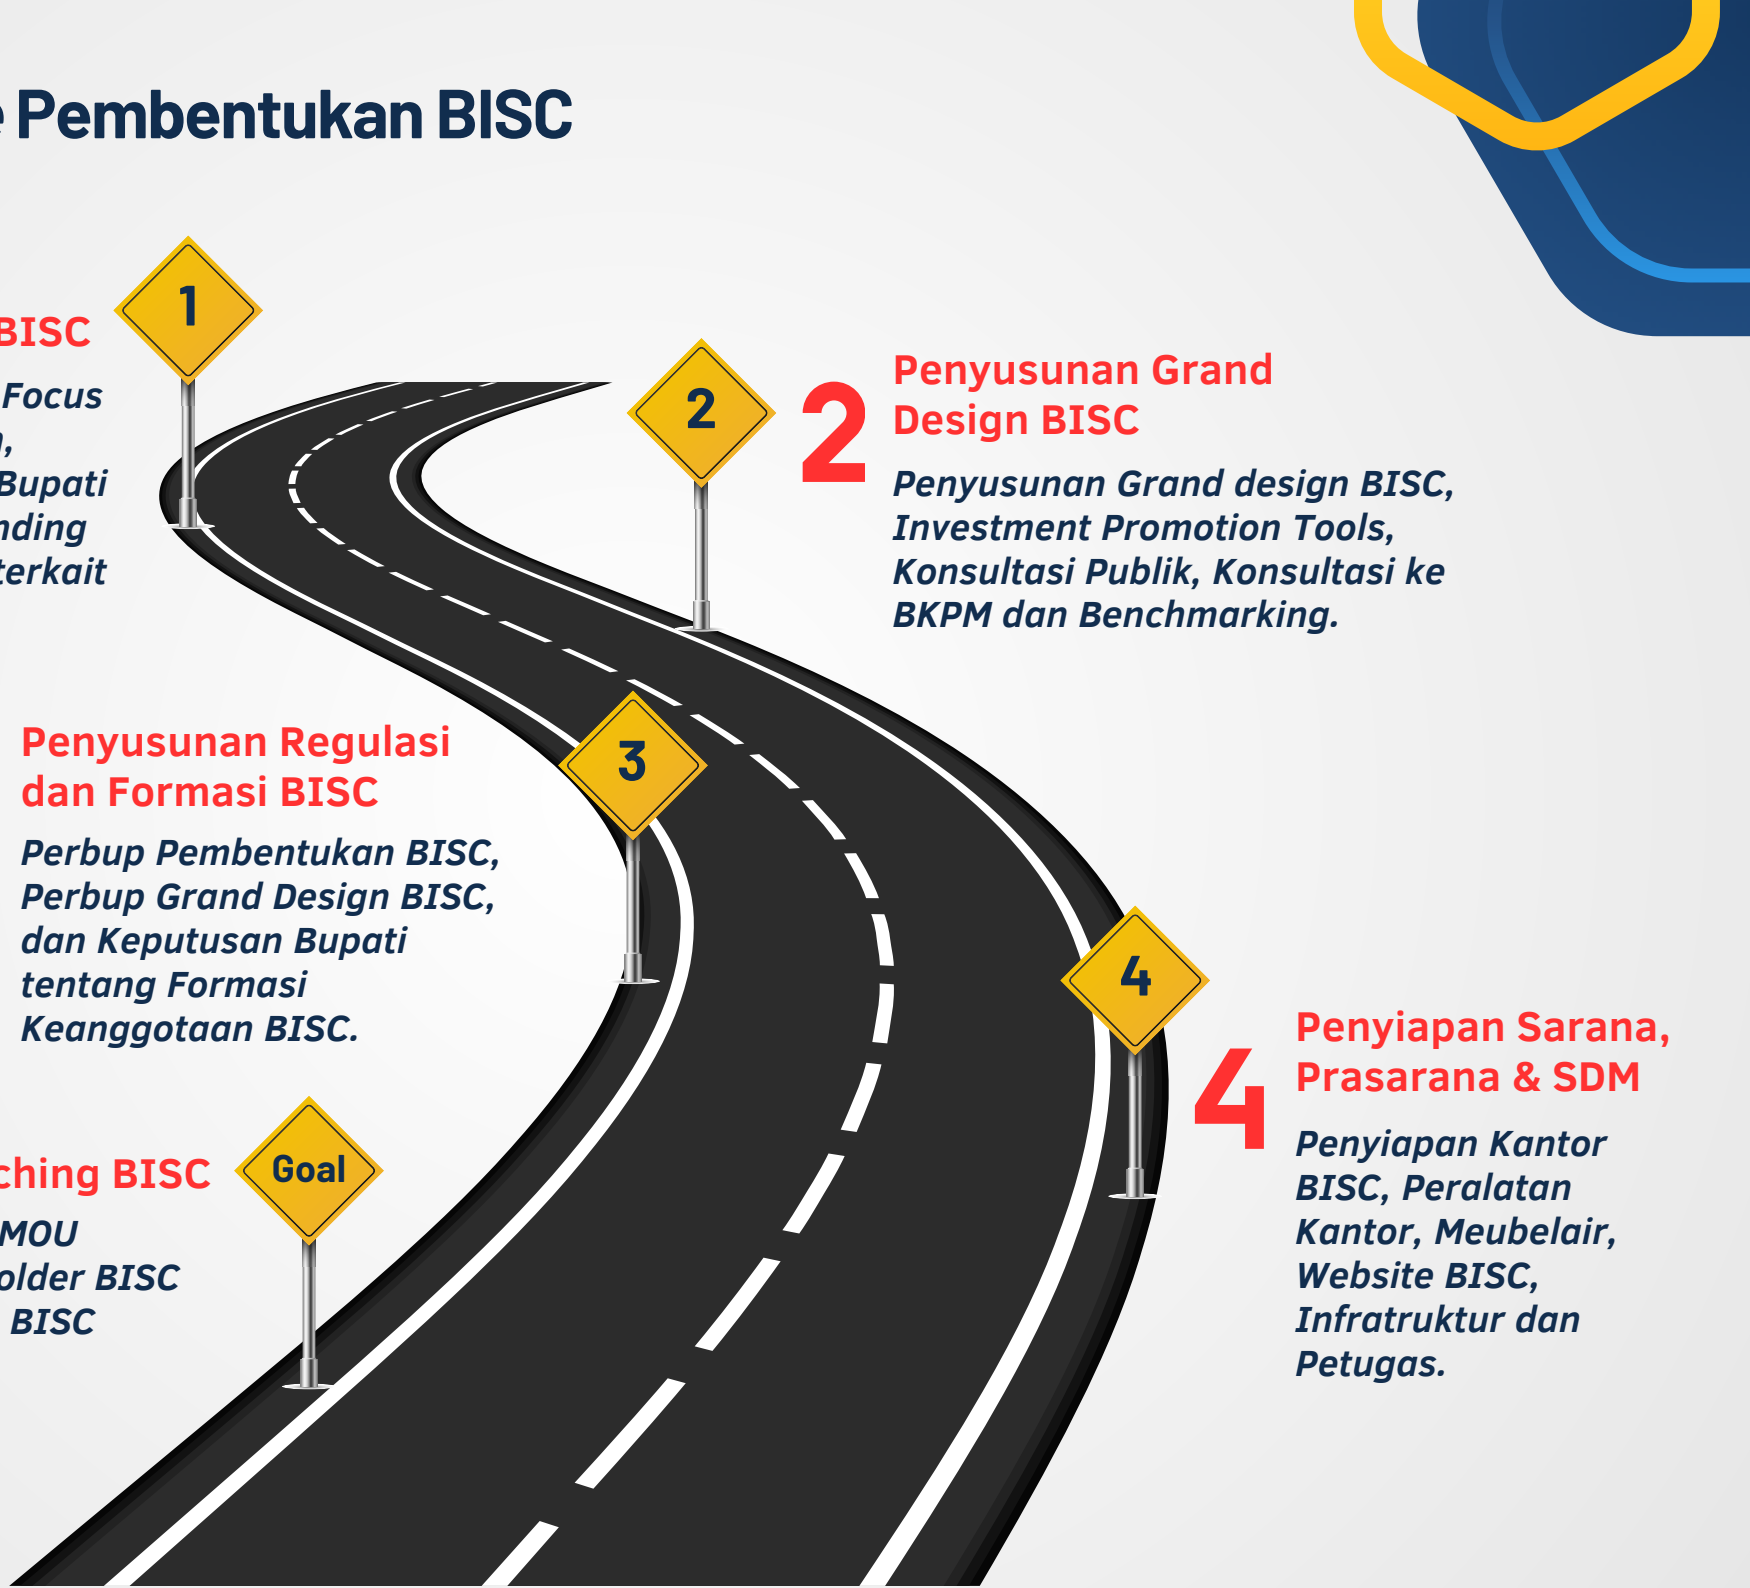 Pembentukan BISC
1
BISC
Focus
Bupati
terkait
2
2
Penyusunan Grand
Design BISC
Penyusunan Grand design BISC,
Investment Promotion Tools,
Konsultasi Publik, Konsultasi ke
BKPM dan Benchmarking.
3
Penyusunan Regulasi
dan Formasi BISC
Perbup Pembentukan BISC,
Perbup Grand Design BISC,
dan Keputusan Bupati
tentang Formasi
Keanggotaan BISC.
4
4
Penyiapan Sarana,
Prasarana & SDM
Penyiapan Kantor
BISC, Peralatan
Kantor, Meubelair,
Website BISC,
Infratruktur dan
Petugas.
Goal
BISC
MOU
BISC
BISC